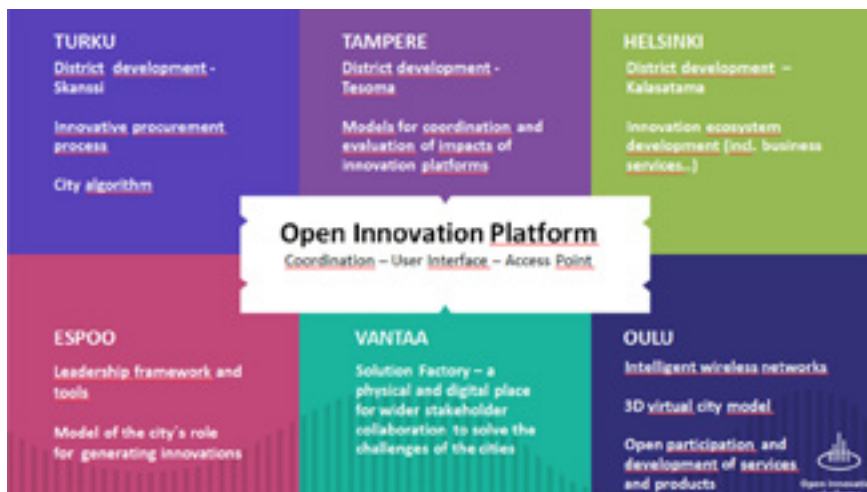 TURKU
District development -
Skanssi
Innovative procurement
process
City algorithm
TAMPERE
District development -
Tesoma
Models for coordination and
evaluation of impacts of
innovation platforms
HELSINKI
District development –
Kalasatama
Innovation ecosystem
development (incl. business
services..)
Open Innovation Platform
Coordination – User Interface – Access Point
ESPOO
Leadership framework and
tools
Model of the city´s role
for generating innovations
VANTAA
Solution Factory – a
physical and digital place
for wider stakeholder
collaboration to solve the
challenges of the cities
OULU
Intelligent wireless networks
3D virtual city model
Open participation and
development of services
and products
Open